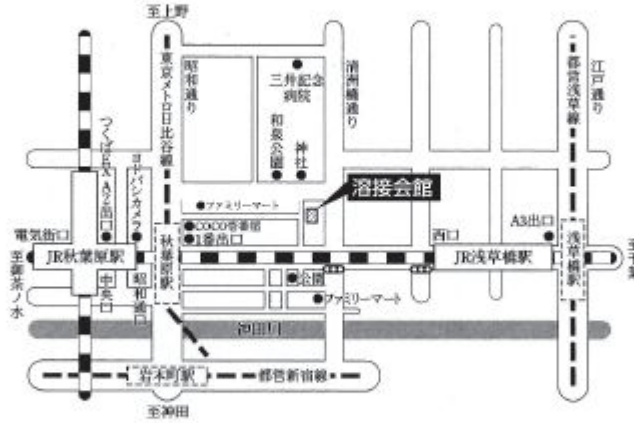 至上野
東京メトロ日比谷線
昭和通り
三井記念
病院
和泉公園
神社
清洲橋通り
都営浅草線
江戸通り
つくばEX A2出口
ヨドバシカメラ
ファミリーマート
溶接会館
COCO壱番屋
1番出口
電気街口
JR秋葉原駅
秋葉原駅
西口
JR浅草橋駅
A3出口
浅草橋駅
至千葉
至御茶ノ水
中央口
昭和通口
公園
ファミリーマート
神田川
岩本町駅
都営新宿線
至神田